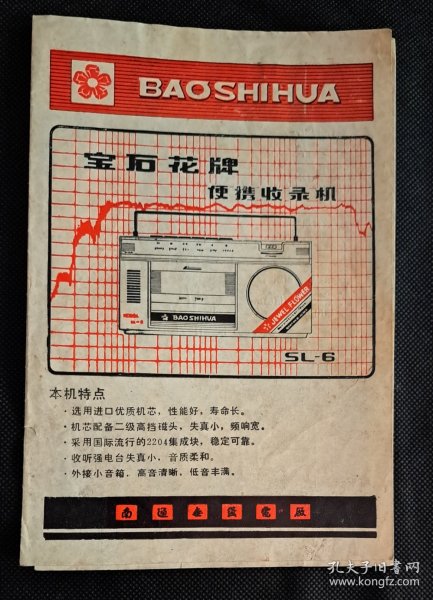 BAOSHIHUA
宝石花牌
便携收录机
BAOSHIHUA
JEWEL FLOWER
SL-6
本机特点
·选用进口优质机芯，性能好，寿命长。
·机芯配备二级高挡磁头，失真小，频响宽。
·采用国际流行的2204集成块，稳定可靠。
·收听强电台失真小，音质柔和。
·外接小音箱，高音清晰，低音丰满。
南通无线电厂
孔夫子旧书网
www.kongfz.com